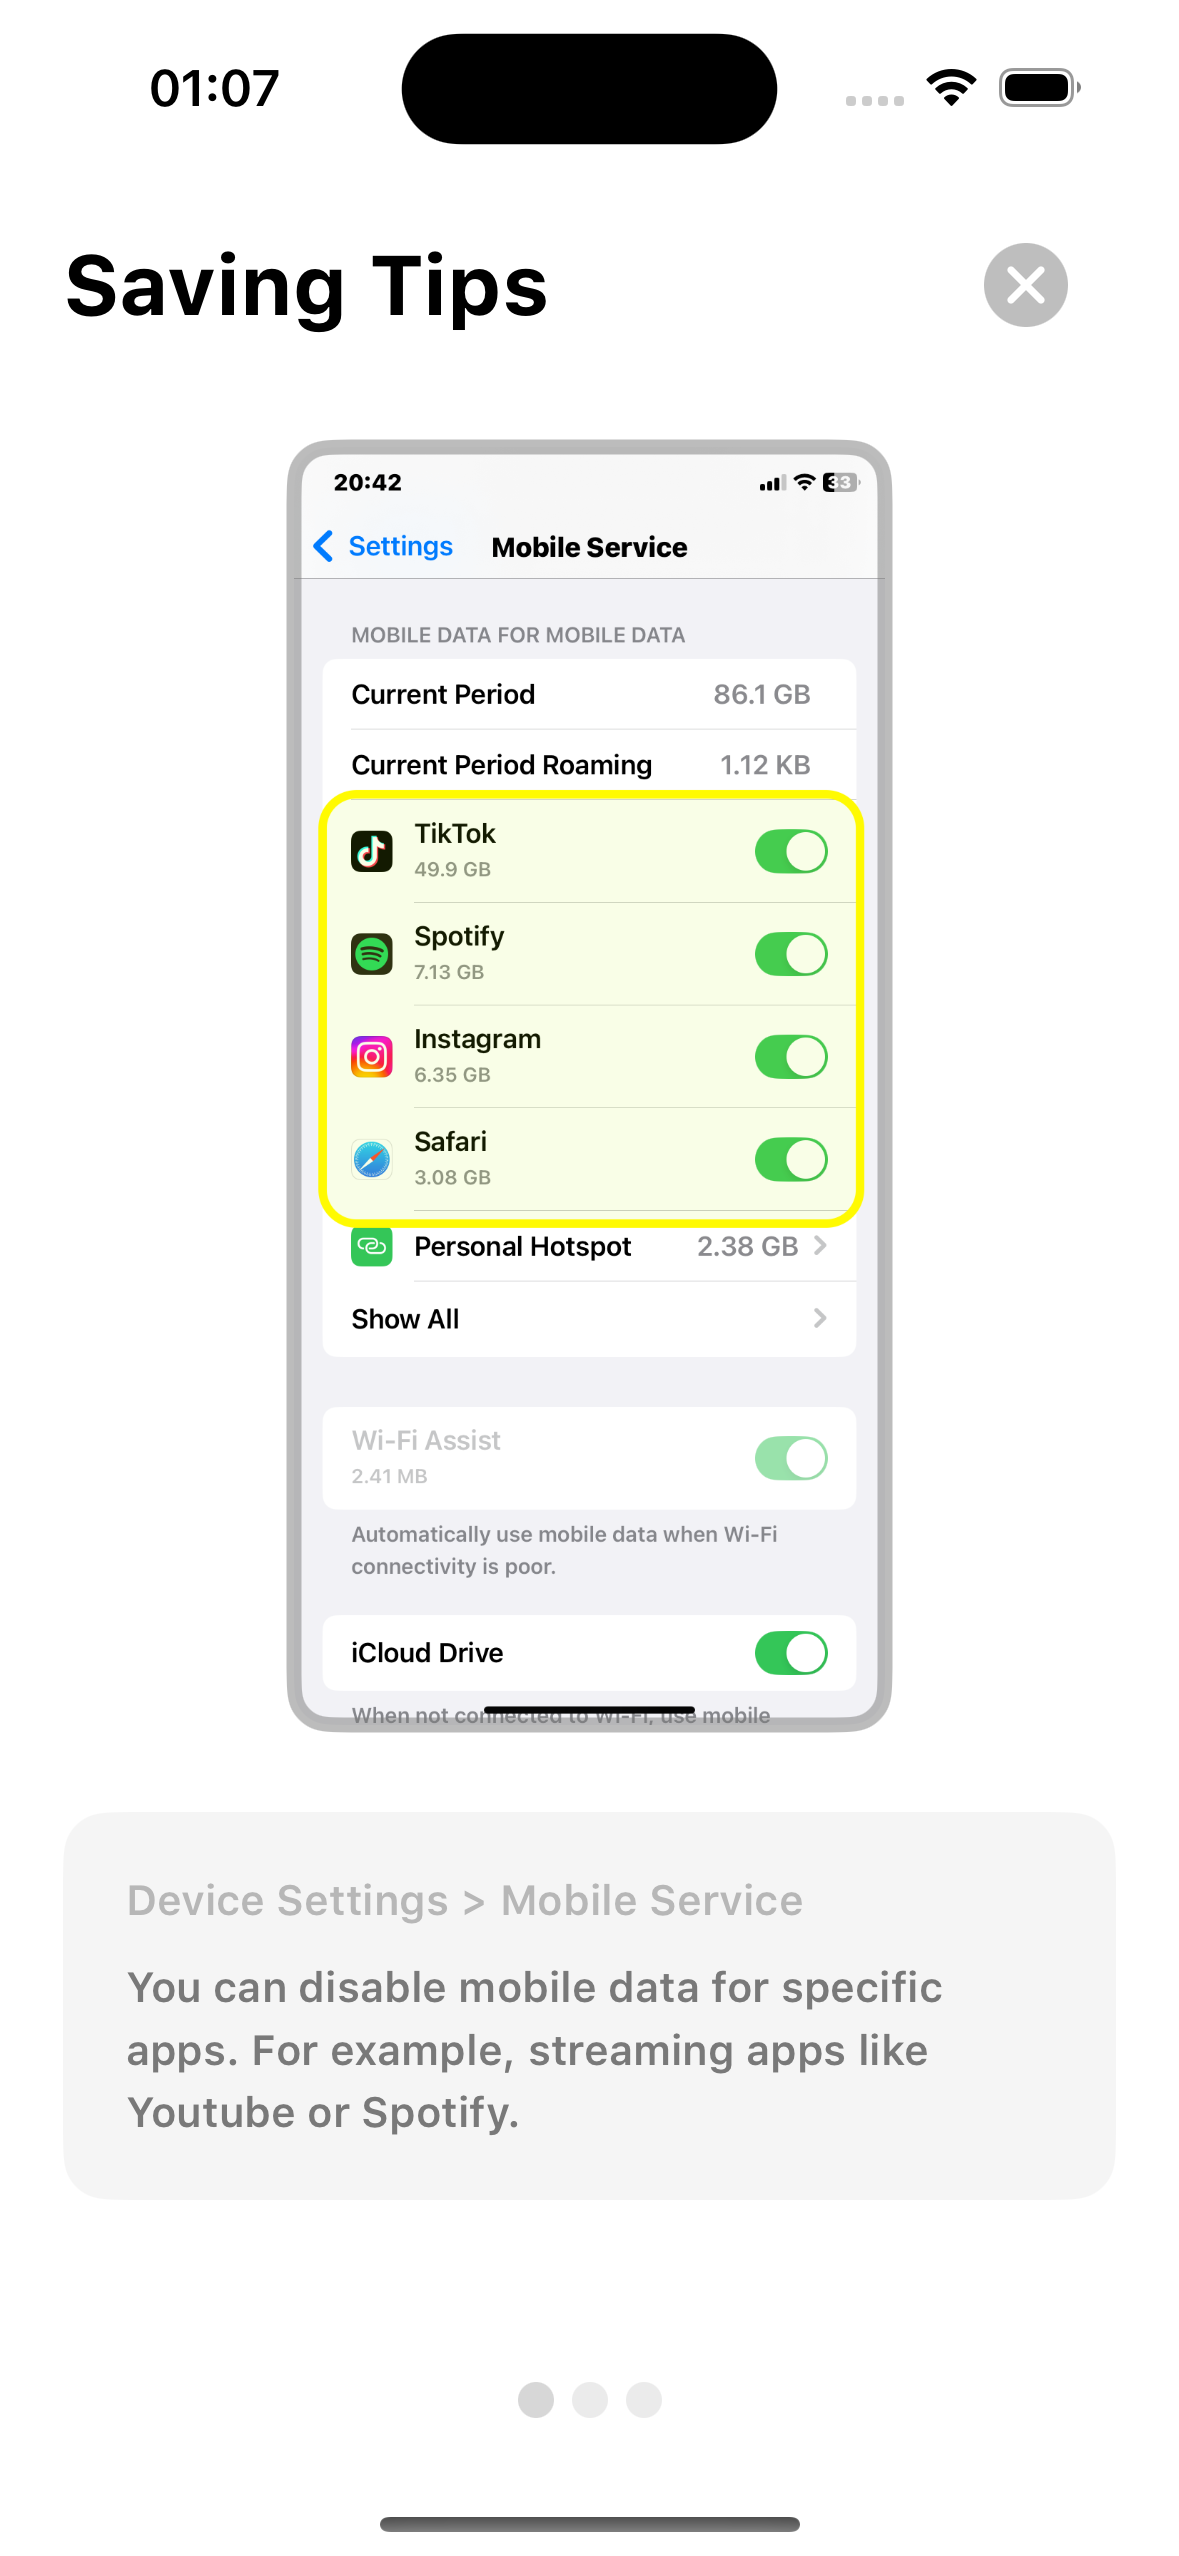 01:07
Saving Tips
20:42
33
Settings
Mobile Service
MOBILE DATA FOR MOBILE DATA
Current Period 86.1 GB
Current Period Roaming 1.12 KB
TikTok
49.9 GB
Spotify
7.13 GB
Instagram
6.35 GB
Safari
3.08 GB
Personal Hotspot 2.38 GB
Show All
Wi-Fi Assist
2.41 MB
Automatically use mobile data when Wi-Fi
connectivity is poor.
iCloud Drive
When not connected to Wi-Fi, use mobile
Device Settings > Mobile Service
You can disable mobile data for specific
apps. For example, streaming apps like
Youtube or Spotify.